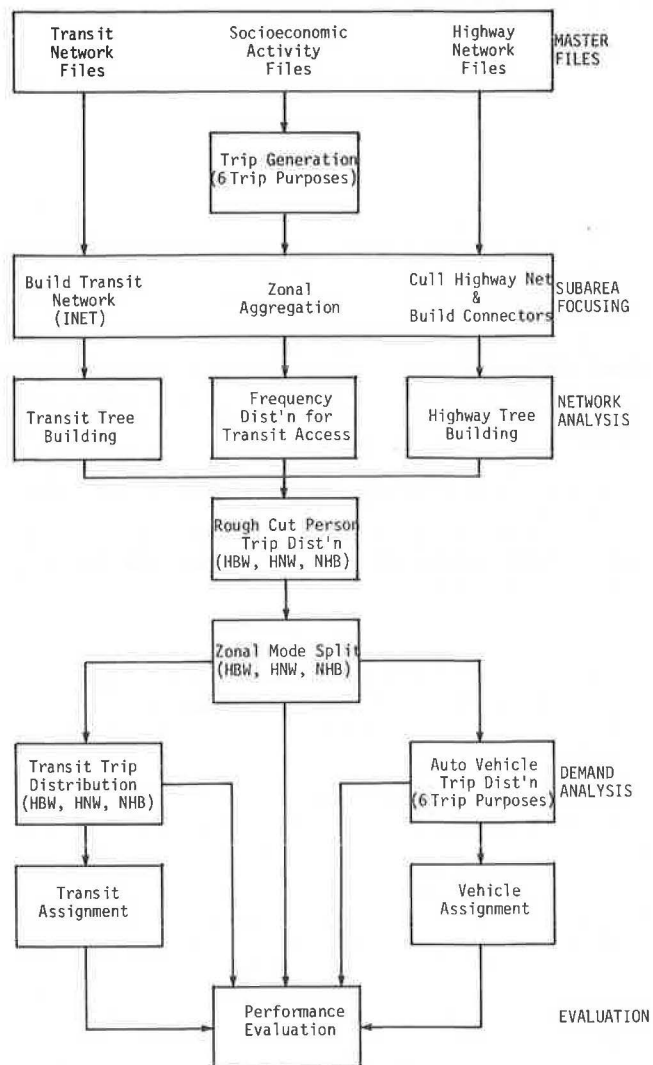 Transit
Network
Files
Socioeconomic
Activity
Files
Highway
Network
Files
MASTER
FILES
Trip Generation
(6 Trip Purposes)
Build Transit
Network
(INET)
Zonal
Aggregation
Cull Highway Net
&
Build Connectors
SUBAREA
FOCUSING
Transit Tree
Building
Frequency
Dist'n for
Transit Access
Highway Tree
Building
NETWORK
ANALYSIS
Rough Cut Person
Trip Dist'n
(HBW, HNW, NHB)
Zonal Mode Split
(HBW, HNW, NHB)
Transit Trip
Distribution
(HBW, HNW, NHB)
Auto Vehicle
Trip Dist'n
(6 Trip Purposes)
DEMAND
ANALYSIS
Transit
Assignment
Vehicle
Assignment
Performance
Evaluation
EVALUATION